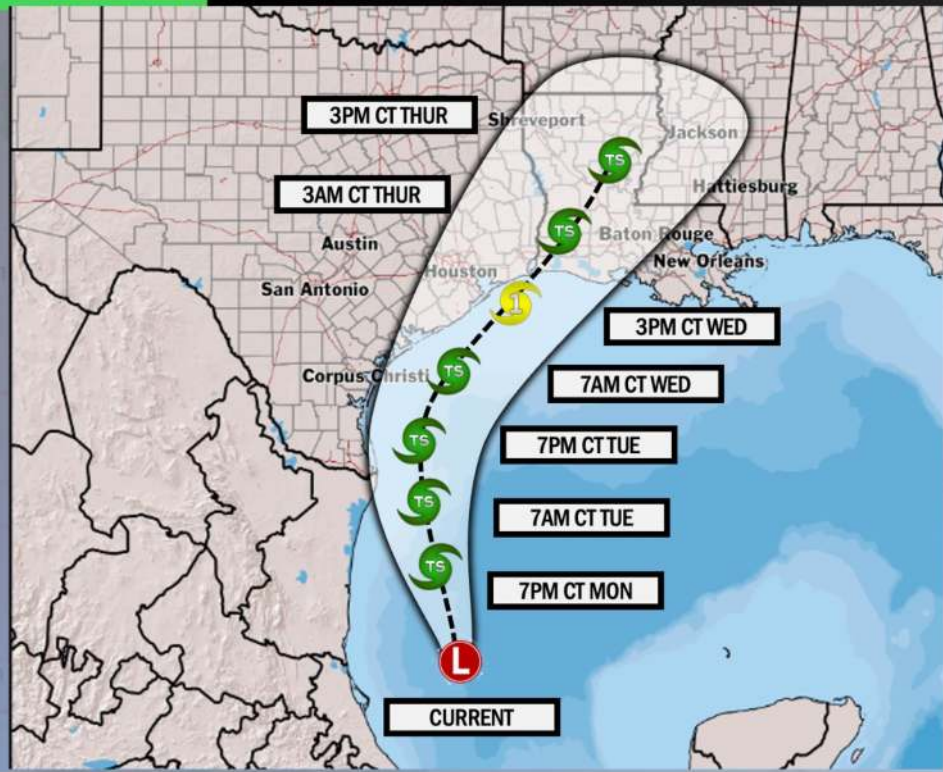 3PM CT THUR
Shreveport
Jackson
TS
3AM CT THUR
Hattiesburg
TS
Baton Rouge
Austin
New Orleans
Houston
San Antonio
1
3PM CT WED
TS
Corpus Christi
7AM CT WED
TS
7PM CT TUE
TS
7AM CT TUE
TS
7PM CT MON
L
CURRENT